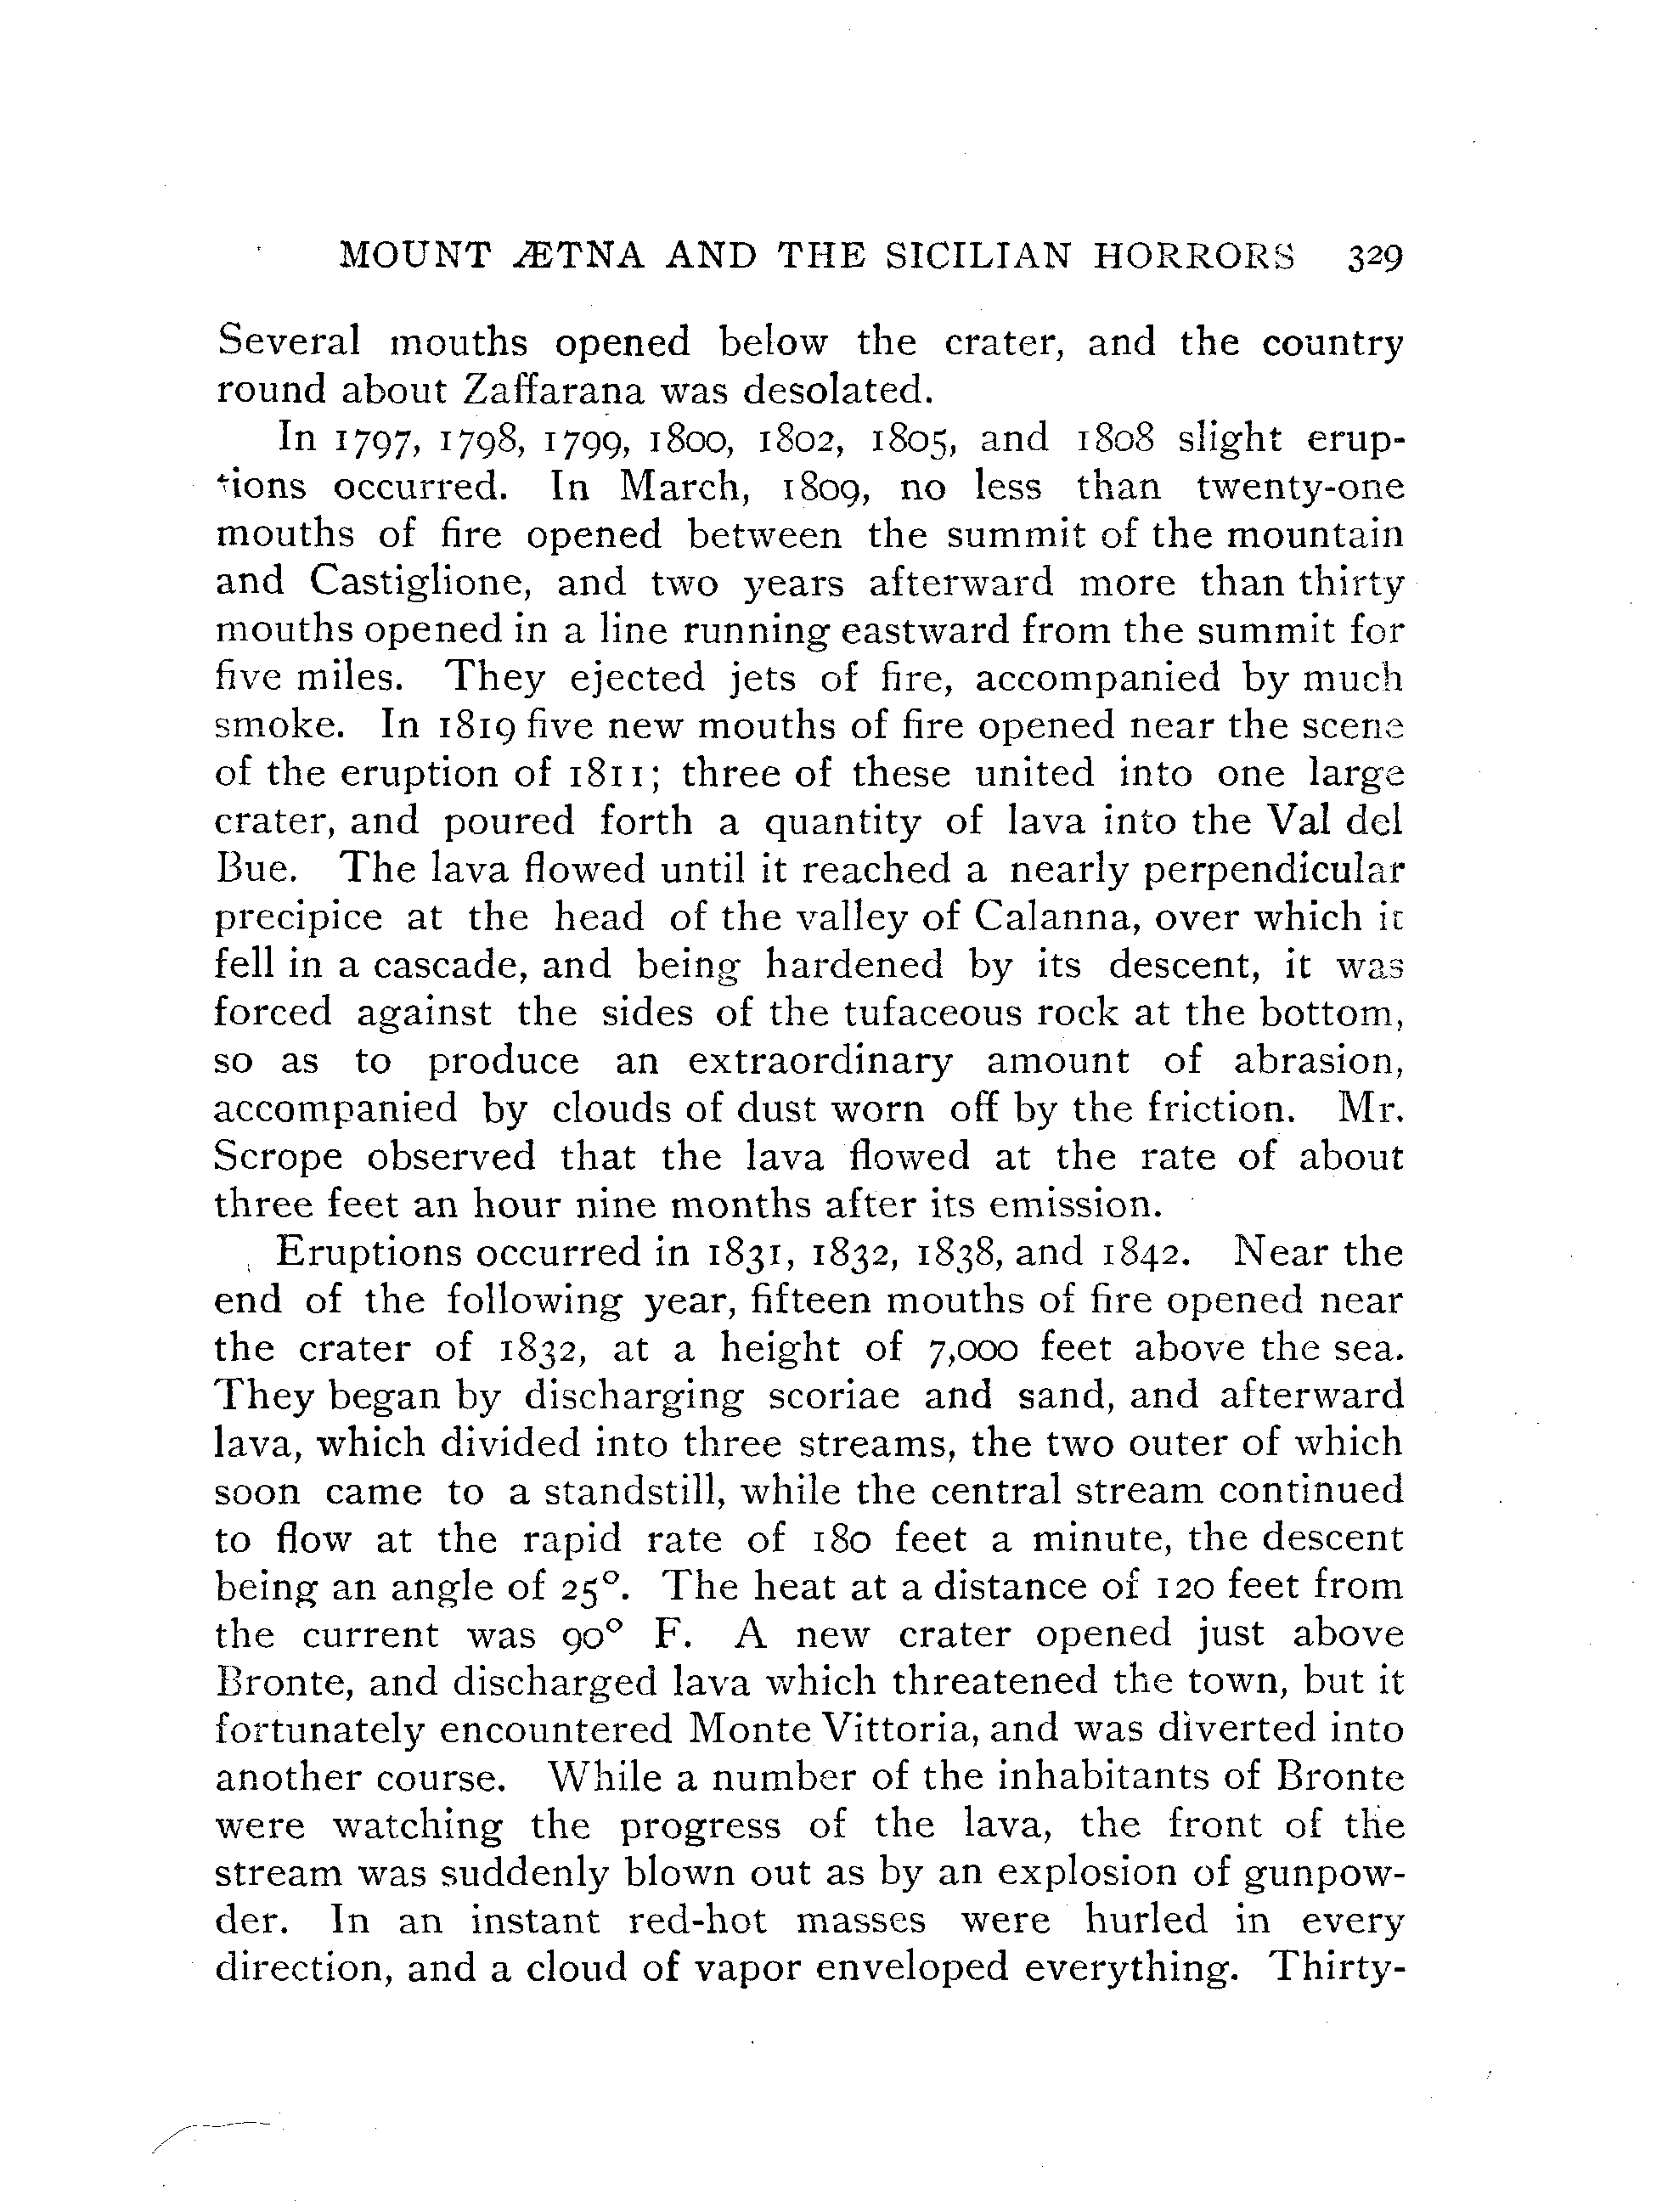 MOUNT ÆTNA AND THE SICILIAN HORRORS 329
Several mouths opened below the crater, and the country
round about Zaffarana was desolated.
In 1797, 1798, 1799, 1800, 1802, 1805, and 1808 slight erup-
tions occurred. In March, 1809, no less than twenty-one
mouths of fire opened between the summit of the mountain
and Castiglione, and two years afterward more than thirty
mouths opened in a line running eastward from the summit for
five miles. They ejected jets of fire, accompanied by much
smoke. In 1819 five new mouths of fire opened near the scene
of the eruption of 1811; three of these united into one large
crater, and poured forth a quantity of lava into the Val del
Bue. The lava flowed until it reached a nearly perpendicular
precipice at the head of the valley of Calanna, over which it
fell in a cascade, and being hardened by its descent, it was
forced against the sides of the tufaceous rock at the bottom,
so as to produce an extraordinary amount of abrasion,
accompanied by clouds of dust worn off by the friction. Mr.
Scrope observed that the lava flowed at the rate of about
three feet an hour nine months after its emission.
Eruptions occurred in 1831, 1832, 1838, and 1842. Near the
end of the following year, fifteen mouths of fire opened near
the crater of 1832, at a height of 7,000 feet above the sea.
They began by discharging scoriae and sand, and afterward
lava, which divided into three streams, the two outer of which
soon came to a standstill, while the central stream continued
to flow at the rapid rate of 180 feet a minute, the descent
being an angle of 25°. The heat at a distance of 120 feet from
the current was 90° F. A new crater opened just above
Bronte, and discharged lava which threatened the town, but it
fortunately encountered Monte Vittoria, and was diverted into
another course. While a number of the inhabitants of Bronte
were watching the progress of the lava, the front of the
stream was suddenly blown out as by an explosion of gunpow-
der. In an instant red-hot masses were hurled in every
direction, and a cloud of vapor enveloped everything. Thirty-